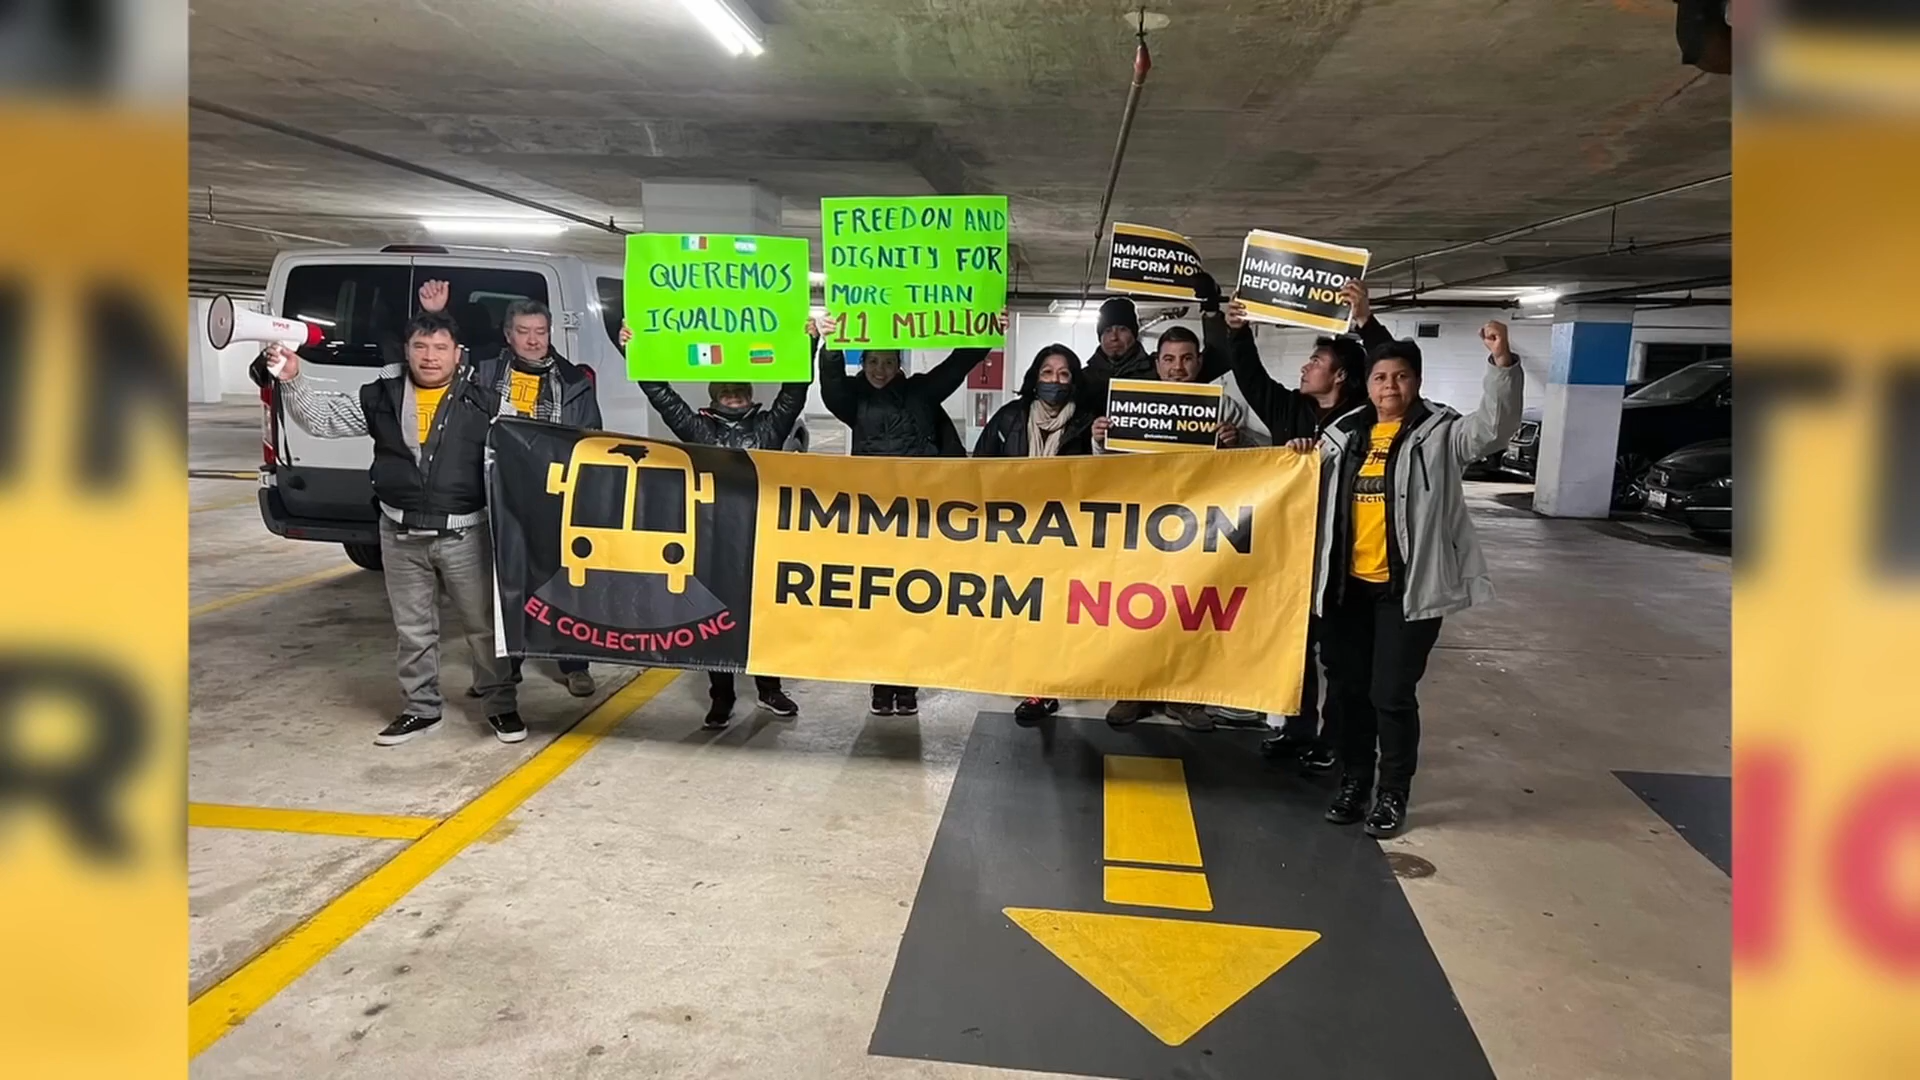 QUEREMOS
IGUALDAD
FREEDON AND
DIGNITY FOR
MORE THAN
11 MILLION
IMMIGRATION
REFORM NOW
IMMIGRATION
REFORM NOW
IMMIGRATION
REFORM NOW
IMMIGRATION
REFORM NOW
EL COLECTIVO NC